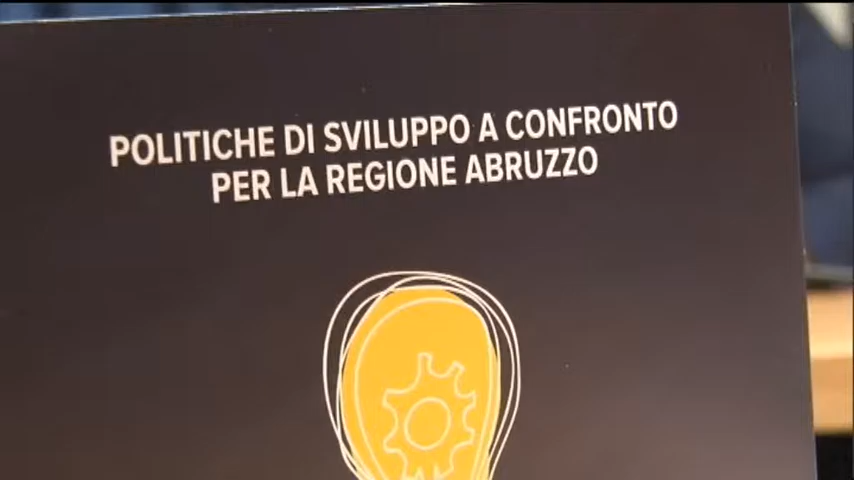 POLITICHE DI SVILUPPO A CONFRONTO
PER LA REGIONE ABRUZZO